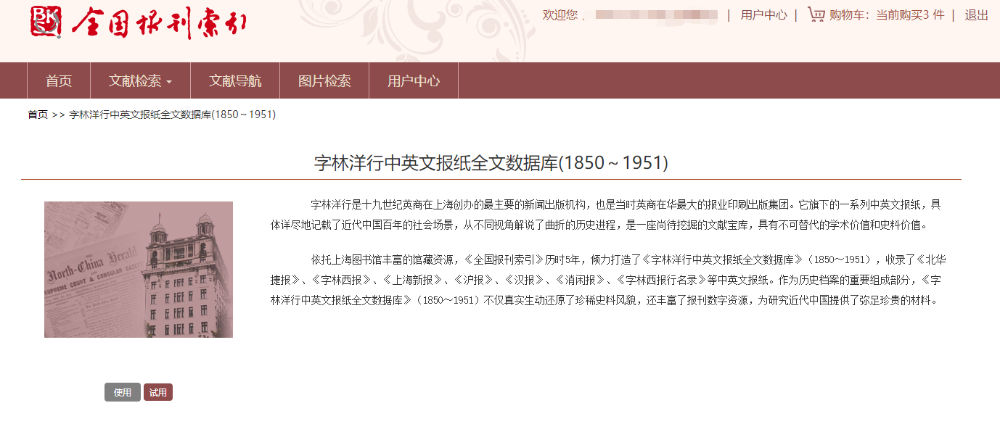 BKSY 全国报刊索引
欢迎您， | 用户中心 | 购物车：当前购买3 件 | 退出
首页 文献检索 文献导航 图片检索 用户中心
首页 >> 字林洋行中英文报纸全文数据库(1850～1951)
字林洋行中英文报纸全文数据库(1850～1951)
字林洋行是十九世纪英商在上海创办的最主要的新闻出版机构，也是当时英商在华最大的报业印刷出版集团。它旗下的一系列中英文报纸，具
体详尽地记载了近代中国百年的社会场景，从不同视角解说了曲折的历史进程，是一座尚待挖掘的文献宝库，具有不可替代的学术价值和史料价值。
依托上海图书馆丰富的馆藏资源，《全国报刊索引》历时5年，倾力打造了《字林洋行中英文报纸全文数据库》（1850～1951），收录了《北华
捷报》、《字林西报》、《上海新报》、《沪报》、《汉报》、《消闲报》、《字林西报行名录》等中英文报纸。作为历史档案的重要组成部分，《字
林洋行中英文报纸全文数据库》（1850～1951）不仅真实生动还原了珍稀史料风貌，还丰富了报刊数字资源，为研究近代中国提供了弥足珍贵的材料。
THE
North-China Herald
SUPREME COURT & CONSULAR GAZETTE
使用 试用